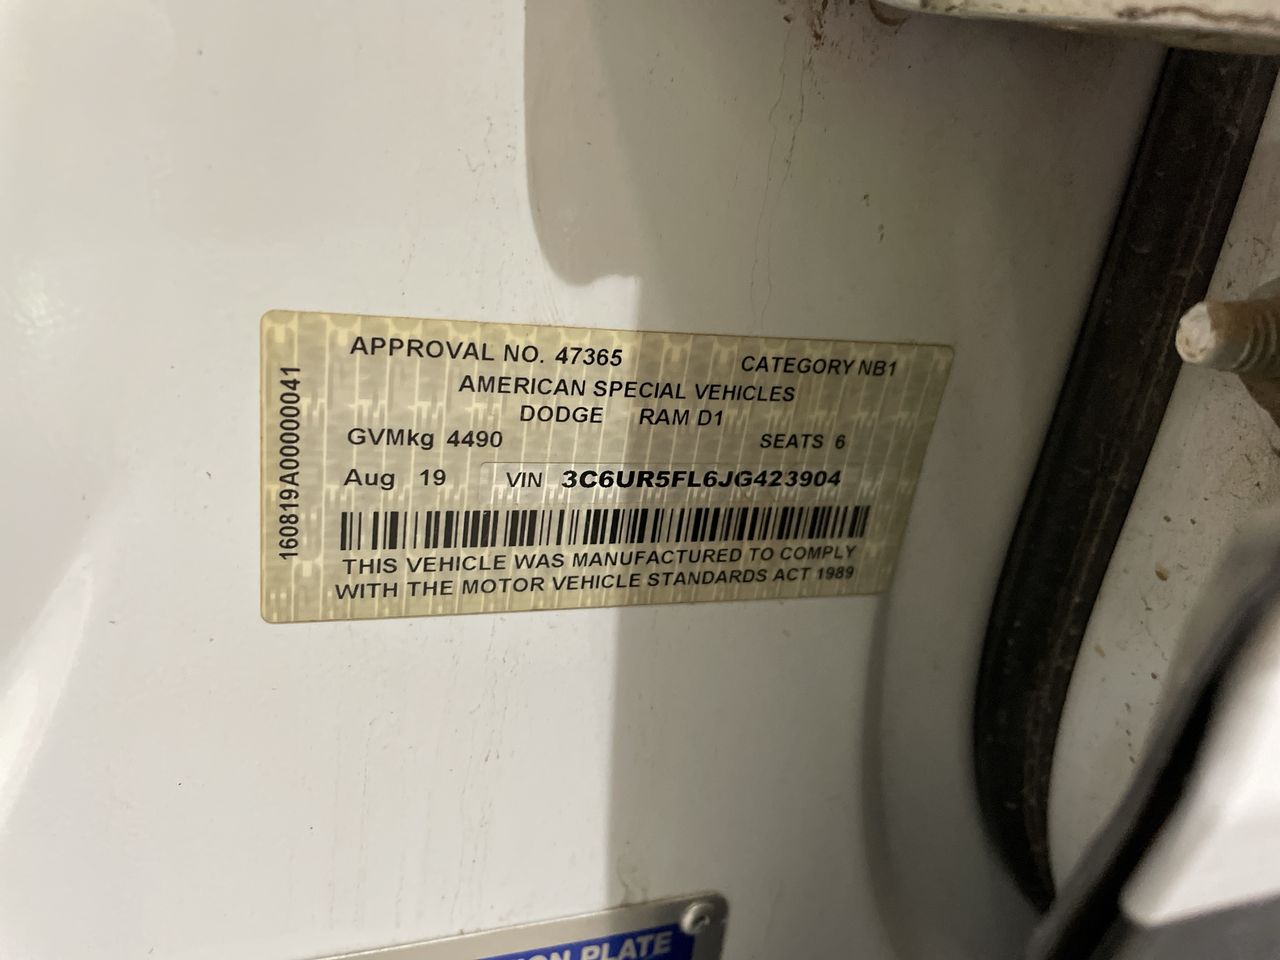 APPROVAL NO. 47365 CATEGORY NB1
AMERICAN SPECIAL VEHICLES
DODGE RAM D1
GVMkg 4490 SEATS 6
Aug 19 VIN 3C6UR5FL6JG423904
THIS VEHICLE WAS MANUFACTURED TO COMPLY
WITH THE MOTOR VEHICLE STANDARDS ACT 1989
160819A00000041
PLATE